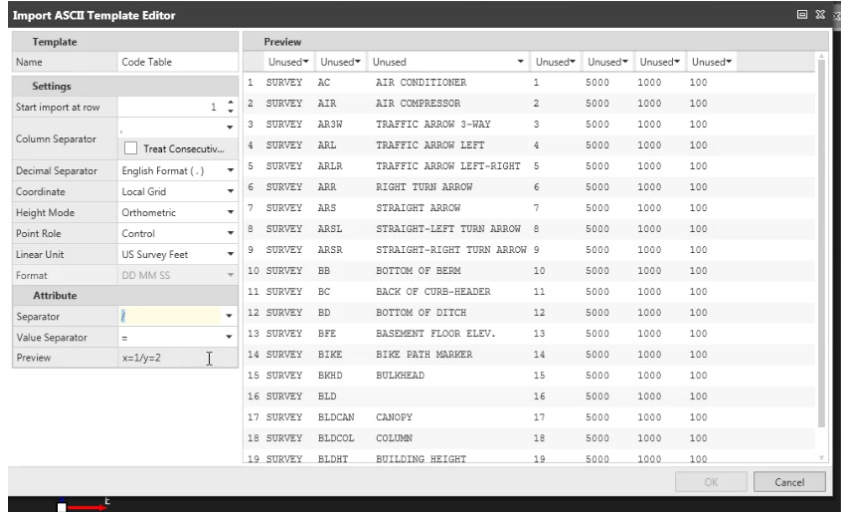 Import ASCII Template Editor
Template
Name Code Table
Settings
Start import at row 1
Column Separator ,
Treat Consecutiv...
Decimal Separator English Format ( . )
Coordinate Local Grid
Height Mode Orthometric
Point Role Control
Linear Unit US Survey Feet
Format DD MM SS
Attribute
Separator /
Value Separator =
Preview x=1/y=2
Preview
Unused Unused Unused Unused Unused Unused Unused
1 SURVEY AC AIR CONDITIONER 1 5000 1000 100
2 SURVEY AIR AIR COMPRESSOR 2 5000 1000 100
3 SURVEY AR3W TRAFFIC ARROW 3-WAY 3 5000 1000 100
4 SURVEY ARL TRAFFIC ARROW LEFT 4 5000 1000 100
5 SURVEY ARLR TRAFFIC ARROW LEFT-RIGHT 5 5000 1000 100
6 SURVEY ARR RIGHT TURN ARROW 6 5000 1000 100
7 SURVEY ARS STRAIGHT ARROW 7 5000 1000 100
8 SURVEY ARSL STRAIGHT-LEFT TURN ARROW 8 5000 1000 100
9 SURVEY ARSR STRAIGHT-RIGHT TURN ARROW 9 5000 1000 100
10 SURVEY BB BOTTOM OF BERM 10 5000 1000 100
11 SURVEY BC BACK OF CURB-HEADER 11 5000 1000 100
12 SURVEY BD BOTTOM OF DITCH 12 5000 1000 100
13 SURVEY BFE BASEMENT FLOOR ELEV. 13 5000 1000 100
14 SURVEY BIKE BIKE PATH MARKER 14 5000 1000 100
15 SURVEY BKHD BULKHEAD 15 5000 1000 100
16 SURVEY BLD 16 5000 1000 100
17 SURVEY BLDCAN CANOPY 17 5000 1000 100
18 SURVEY BLDCOL COLUMN 18 5000 1000 100
19 SURVEY BLDHT BUILDING HEIGHT 19 5000 1000 100
OK Cancel
E